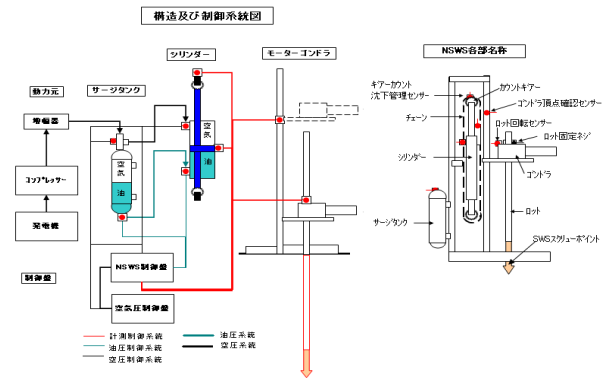 構造及び制御系統図
シリンダー
モーターゴンドラ
NSWS各部名称
動力元
サージタンク
増幅器
コンプレッサー
発電機
制御盤
空気
油
空気
油
NSWS制御盤
空気圧制御盤
計測制御系統
油圧制御系統
空圧制御系統
油圧系統
空圧系統
ギアーカウント
沈下管理センサー
カウントギアー
ゴンドラ頂点確認センサー
チェーン
ロット回転センサー
ロット固定ネジ
シリンダー
ゴンドラ
サージタンク
ロット
SWSスクリューポイント